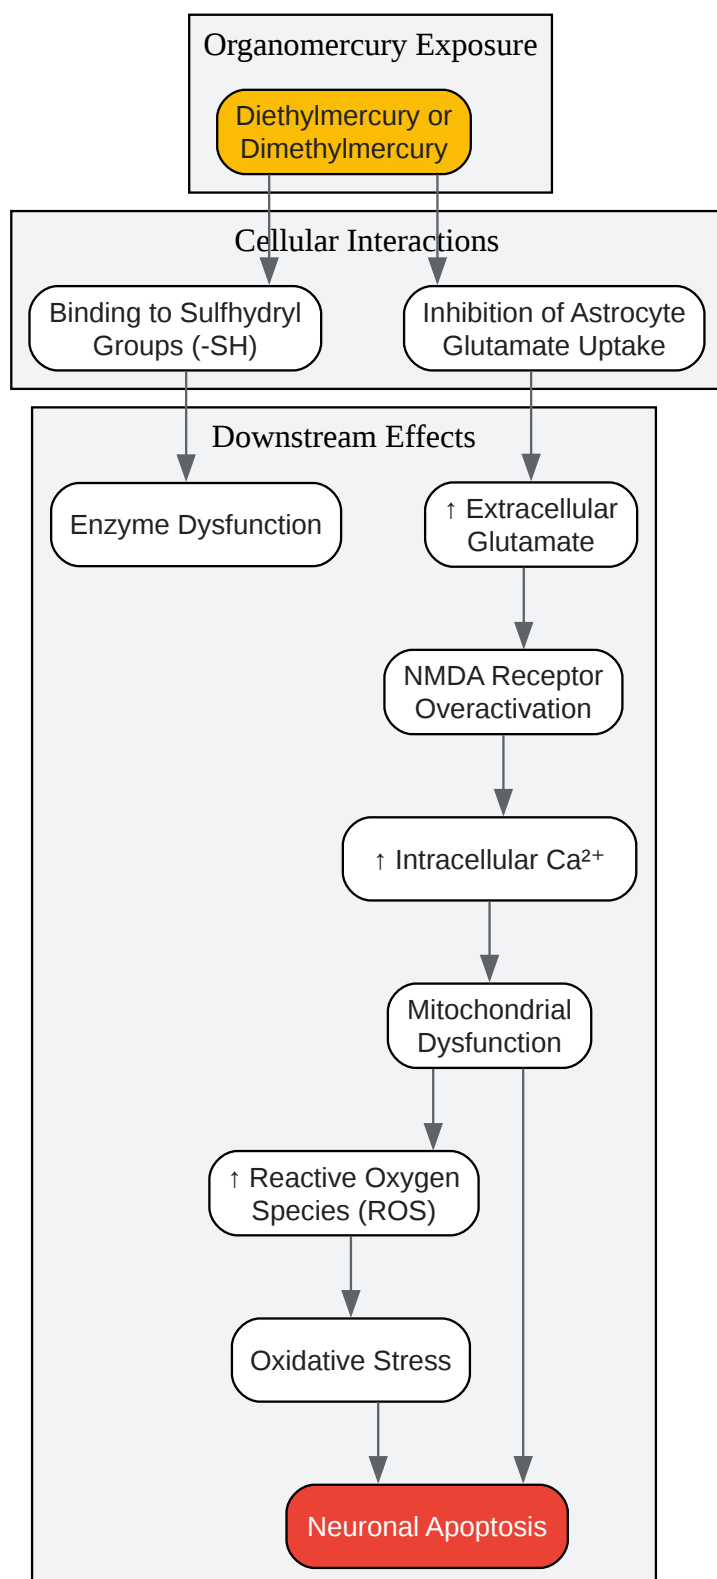 Organomercury Exposure
Diethylmercury or
Dimethylmercury
Cellular Interactions
Binding to Sulfhydryl
Groups (-SH)
Inhibition of Astrocyte
Glutamate Uptake
Downstream Effects
Enzyme Dysfunction
↑ Extracellular
Glutamate
NMDA Receptor
Overactivation
↑ Intracellular Ca²⁺
Mitochondrial
Dysfunction
↑ Reactive Oxygen
Species (ROS)
Oxidative Stress
Neuronal Apoptosis